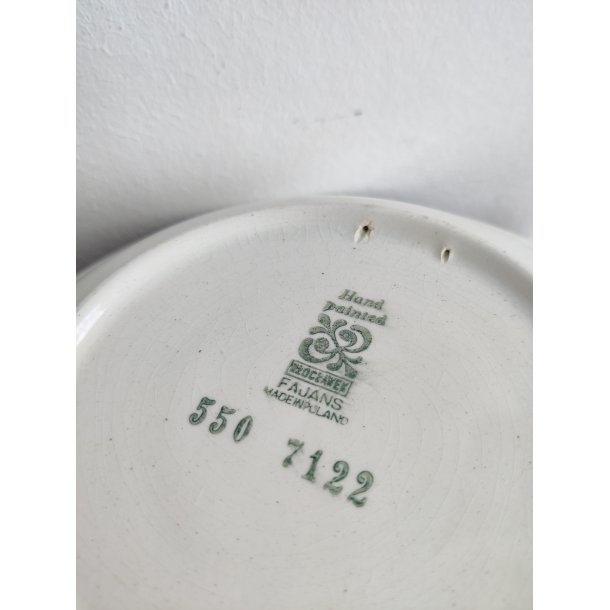 Hand
painted
WŁOCŁAWEK
FAJANS
MADE IN POLAND
550 7122